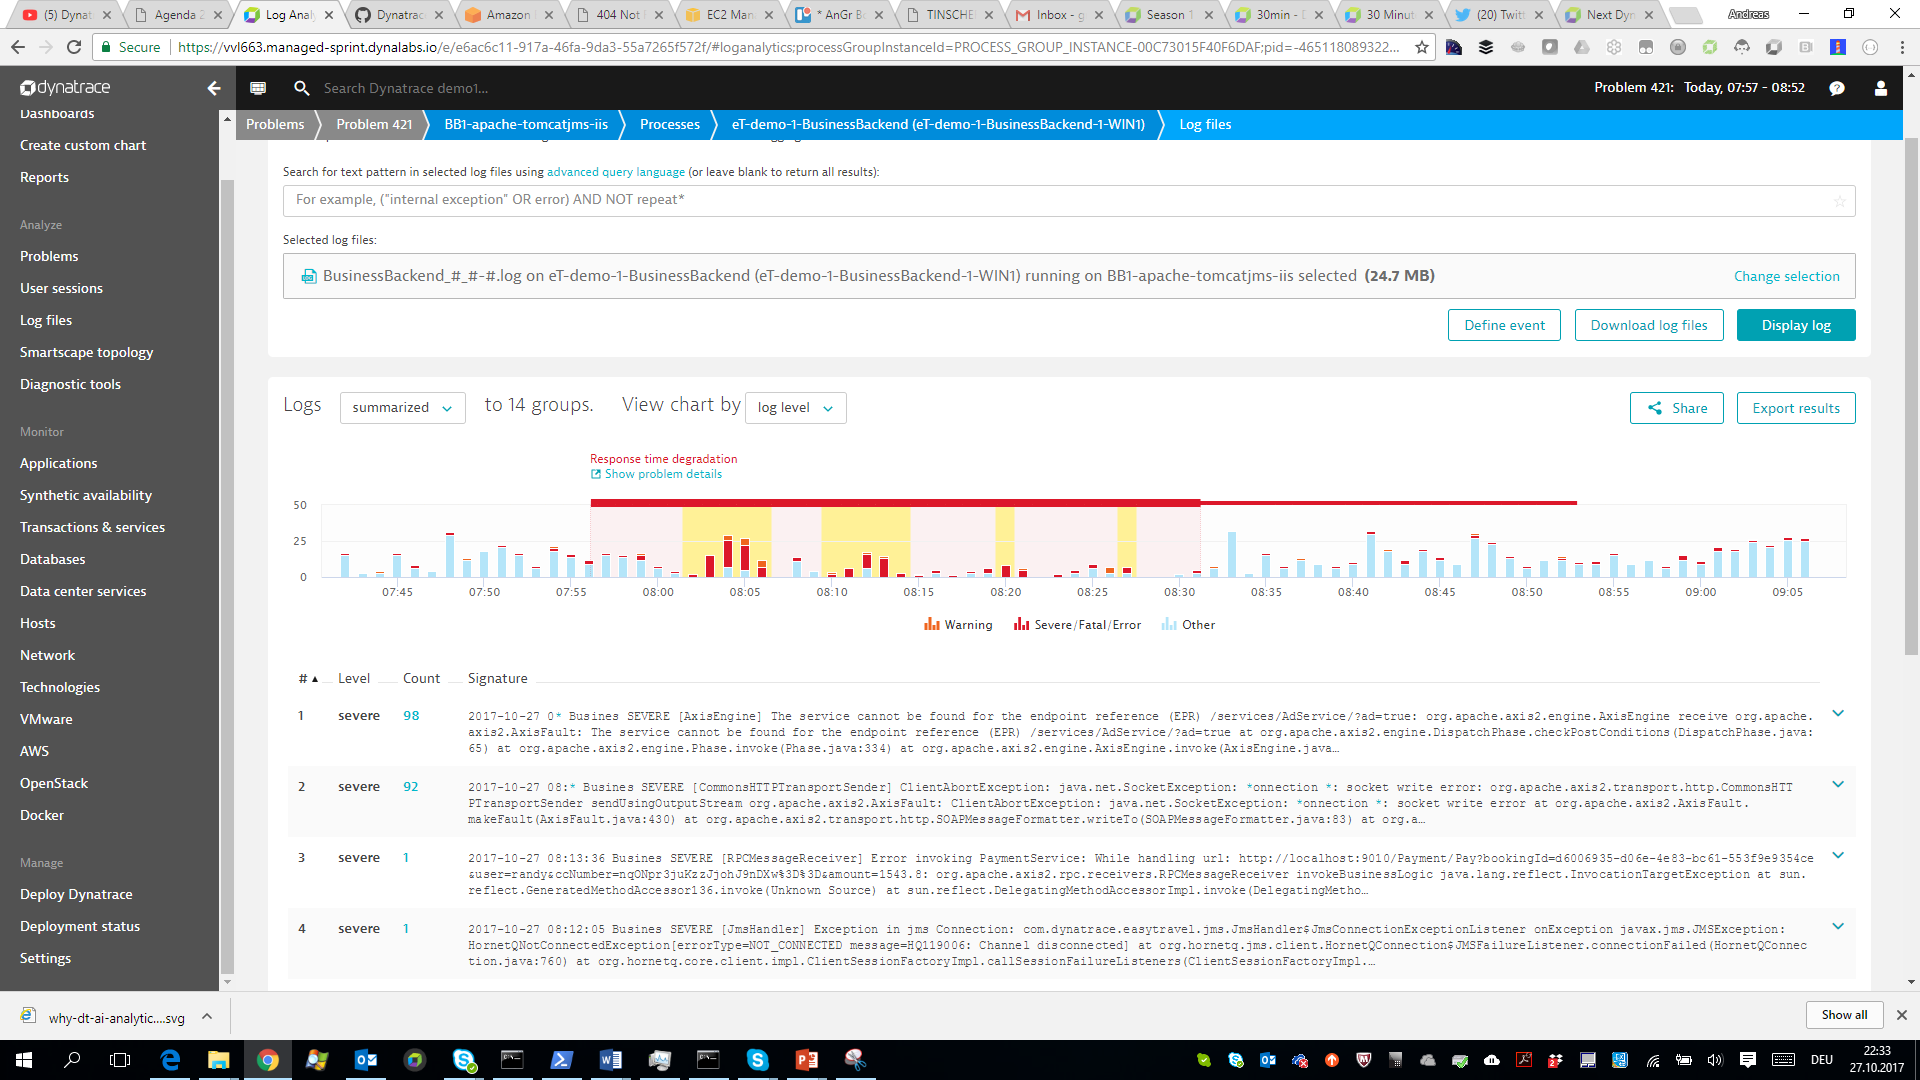 (5) Dynat
Agenda 2
Log Anal
Dynatrac
Amazon
404 Not
EC2 Man
* AnGr Bo
TINSCHE
Inbox - g
Season 1
30min - D
30 Minut
(20) Twitt
Next Dyn
Andreas
Secure
https://vvl663.managed-sprint.dynalabs.io/e/e6ac6c11-917a-46fa-9da3-55a7265f572f/#loganalytics;processGroupInstanceId=PROCESS_GROUP_INSTANCE-00C73015F40F6DAF;pid=-465118089322...
dynatrace
Search Dynatrace demo1...
Problem 421: Today, 07:57 - 08:52
Problems
Problem 421
BB1-apache-tomcatjms-iis
Processes
eT-demo-1-BusinessBackend (eT-demo-1-BusinessBackend-1-WIN1)
Log files
Dashboards
Create custom chart
Reports
Analyze
Problems
User sessions
Log files
Smartscape topology
Diagnostic tools
Monitor
Applications
Synthetic availability
Transactions & services
Databases
Data center services
Hosts
Network
Technologies
VMware
AWS
OpenStack
Docker
Manage
Deploy Dynatrace
Deployment status
Settings
Search for text pattern in selected log files using advanced query language (or leave blank to return all results):
For example, ("internal exception" OR error) AND NOT repeat*
Selected log files:
BusinessBackend_#_#-#.log on eT-demo-1-BusinessBackend (eT-demo-1-BusinessBackend-1-WIN1) running on BB1-apache-tomcatjms-iis selected (24.7 MB)
Change selection
Define event
Download log files
Display log
Logs summarized to 14 groups. View chart by log level
Share
Export results
Response time degradation
Show problem details
50
25
0
07:45 07:50 07:55 08:00 08:05 08:10 08:15 08:20 08:25 08:30 08:35 08:40 08:45 08:50 08:55 09:00 09:05
Warning Severe/Fatal/Error Other
# Level Count Signature
1 severe 98 2017-10-27 0* Busines SEVERE [AxisEngine] The service cannot be found for the endpoint reference (EPR) /services/AdService/?ad=true: org.apache.axis2.engine.AxisEngine receive org.apache.
axis2.AxisFault: The service cannot be found for the endpoint reference (EPR) /services/AdService/?ad=true at org.apache.axis2.engine.DispatchPhase.checkPostConditions(DispatchPhase.java:
65) at org.apache.axis2.engine.Phase.invoke(Phase.java:334) at org.apache.axis2.engine.AxisEngine.invoke(AxisEngine.java…
2 severe 92 2017-10-27 08:* Busines SEVERE [CommonsHTTPTransportSender] ClientAbortException: java.net.SocketException: *onnection *: socket write error: org.apache.axis2.transport.http.CommonsHTT
PTransportSender sendUsingOutputStream org.apache.axis2.AxisFault: ClientAbortException: java.net.SocketException: *onnection *: socket write error at org.apache.axis2.AxisFault.
makeFault(AxisFault.java:430) at org.apache.axis2.transport.http.SOAPMessageFormatter.writeTo(SOAPMessageFormatter.java:83) at org.a…
3 severe 1 2017-10-27 08:13:36 Busines SEVERE [RPCMessageReceiver] Error invoking PaymentService: While handling url: http://localhost:9010/Payment/Pay?bookingId=d6006935-d06e-4e83-bc61-553f9e9354ce
&user=randy&ccNumber=nqONpr3juKzzJjohJ9nDXw%3D%3D&amount=1543.8: org.apache.axis2.rpc.receivers.RPCMessageReceiver invokeBusinessLogic java.lang.reflect.InvocationTargetException at sun.
reflect.GeneratedMethodAccessor136.invoke(Unknown Source) at sun.reflect.DelegatingMethodAccessorImpl.invoke(DelegatingMetho…
4 severe 1 2017-10-27 08:12:05 Busines SEVERE [JmsHandler] Exception in jms Connection: com.dynatrace.easytravel.jms.JmsHandler$JmsConnectionExceptionListener onException javax.jms.JMSException:
HornetQNotConnectedException[errorType=NOT_CONNECTED message=HQ119006: Channel disconnected] at org.hornetq.jms.client.HornetQConnection$JMSFailureListener.connectionFailed(HornetQConnec
tion.java:760) at org.hornetq.core.client.impl.ClientSessionFactoryImpl.callSessionFailureListeners(ClientSessionFactoryImpl.…
why-dt-ai-analytic....svg
Show all
DEU
22:33
27.10.2017